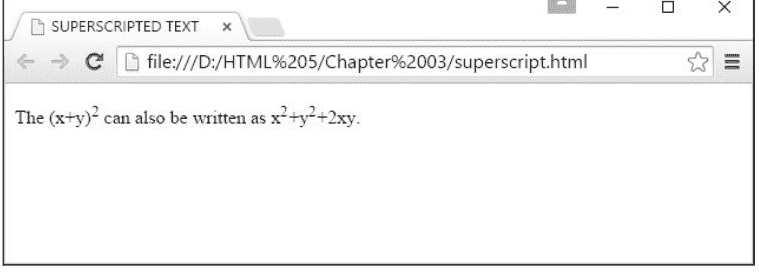 SUPERSCRIPTED TEXT
file:///D:/HTML%205/Chapter%2003/superscript.html
The (x+y)² can also be written as x²+y²+2xy.